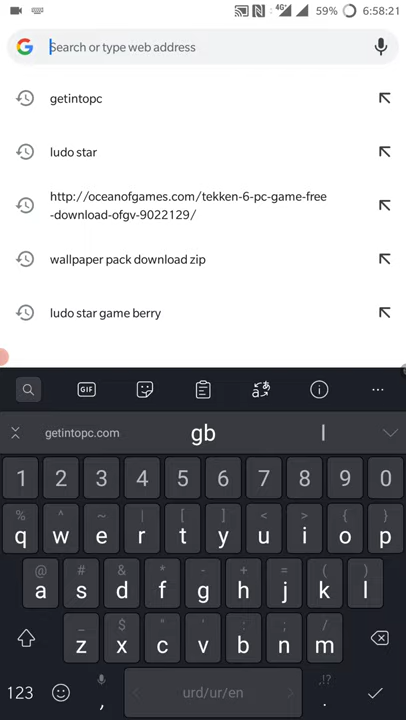 4G 59% 6:58:21
Search or type web address
getintopc
ludo star
http://oceanofgames.com/tekken-6-pc-game-free
-download-ofgv-9022129/
wallpaper pack download zip
ludo star game berry
GIF
getintopc.com gb l
1 2 3 4 5 6 7 8 9 0
% ^ ~ | [ ] < > { }
q w e r t y u i o p
@ # & * - + = ( )
a s d f g h j k l
_ $ " ' : ; /
z x c v b n m
123 , urd/ur/en ,!? .